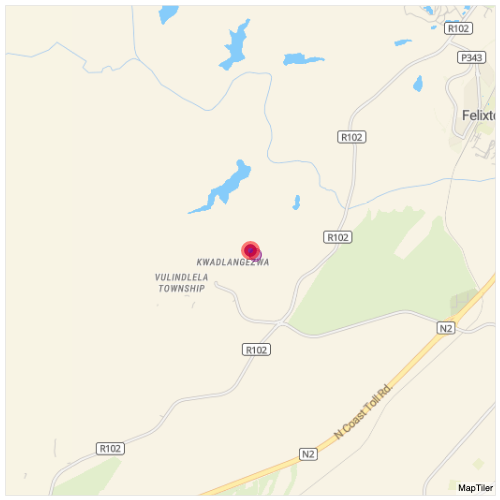 R102
P343
Felixto
R102
R102
KWADLANGEZWA
VULINDLELA
TOWNSHIP
N2
R102
N Coast Toll Rd.
R102
N2
MapTiler